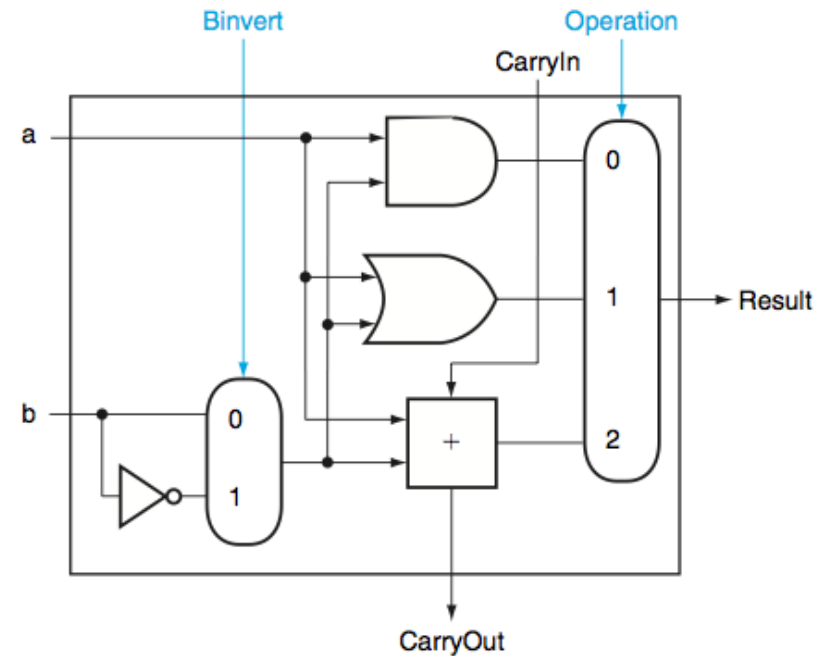 Binvert
Operation
CarryIn
a
0
1
Result
b
0
+
2
1
CarryOut